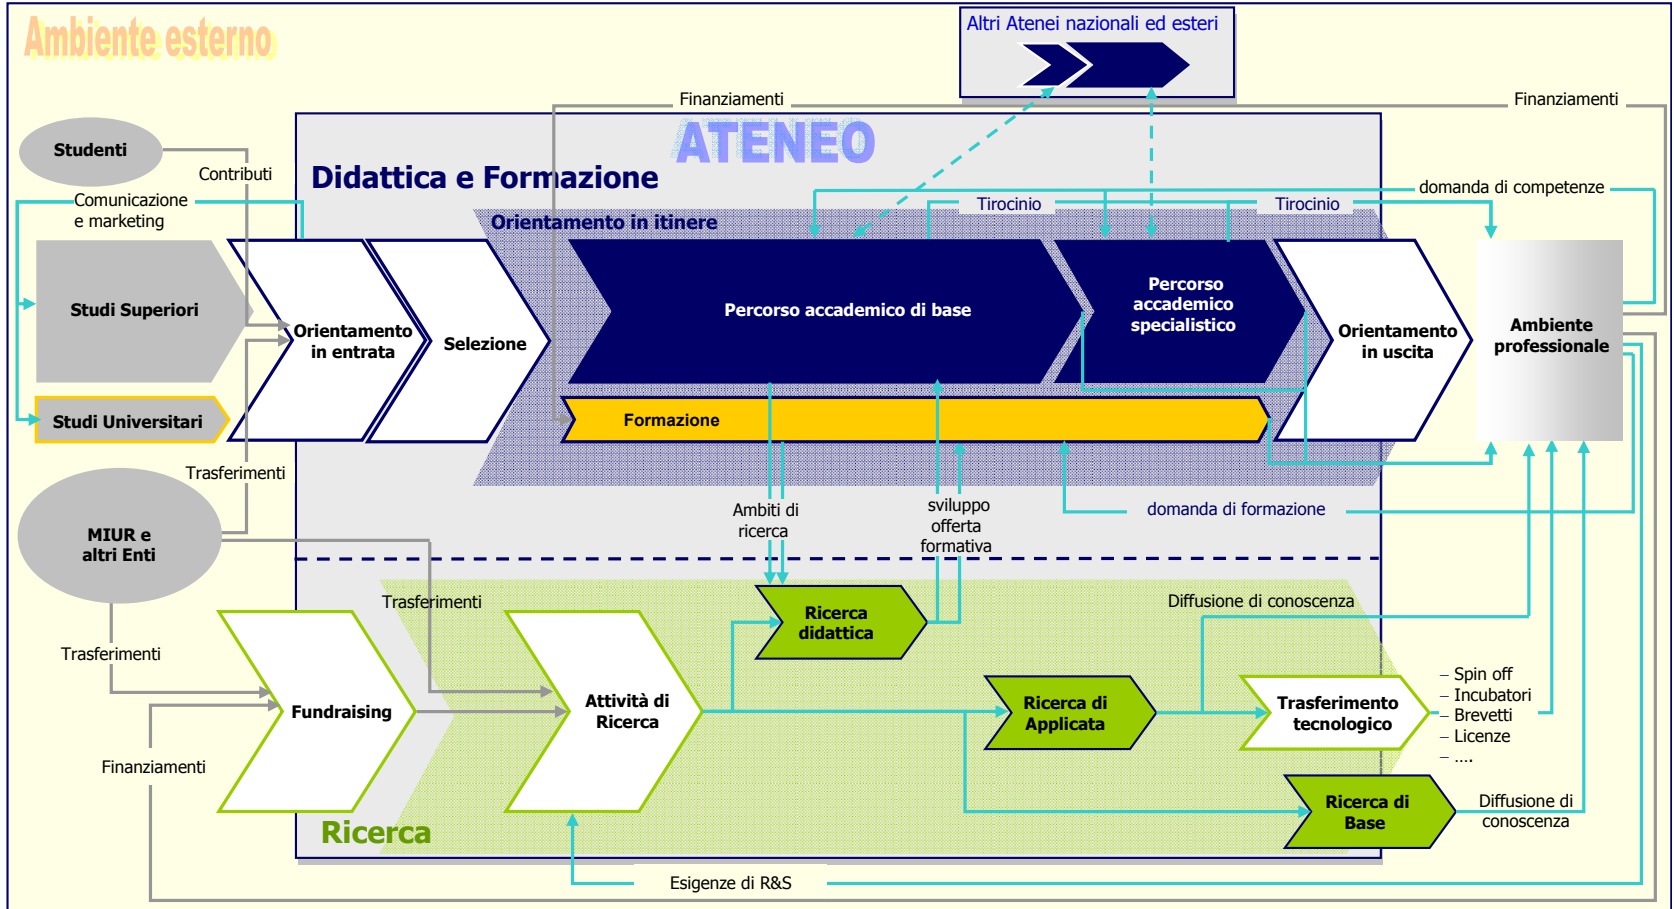 Ambiente esterno
Altri Atenei nazionali ed esteri
Finanziamenti
Finanziamenti
ATENEO
Studenti
Contributi
Didattica e Formazione
Comunicazione
e marketing
domanda di competenze
Tirocinio
Tirocinio
Orientamento in itinere
Studi Superiori
Orientamento
in entrata
Selezione
Percorso accademico di base
Percorso
accademico
specialistico
Orientamento
in uscita
Ambiente
professionale
Studi Universitari
Formazione
Trasferimenti
MIUR e
altri Enti
Ambiti di
ricerca
sviluppo
offerta
formativa
domanda di formazione
Trasferimenti
Ricerca
didattica
Diffusione di conoscenza
Trasferimenti
Fundraising
Attività di
Ricerca
Ricerca di
Applicata
Trasferimento
tecnologico
– Spin off
– Incubatori
– Brevetti
– Licenze
– ....
Finanziamenti
Ricerca di
Base
Diffusione di
conoscenza
Ricerca
Esigenze di R&S